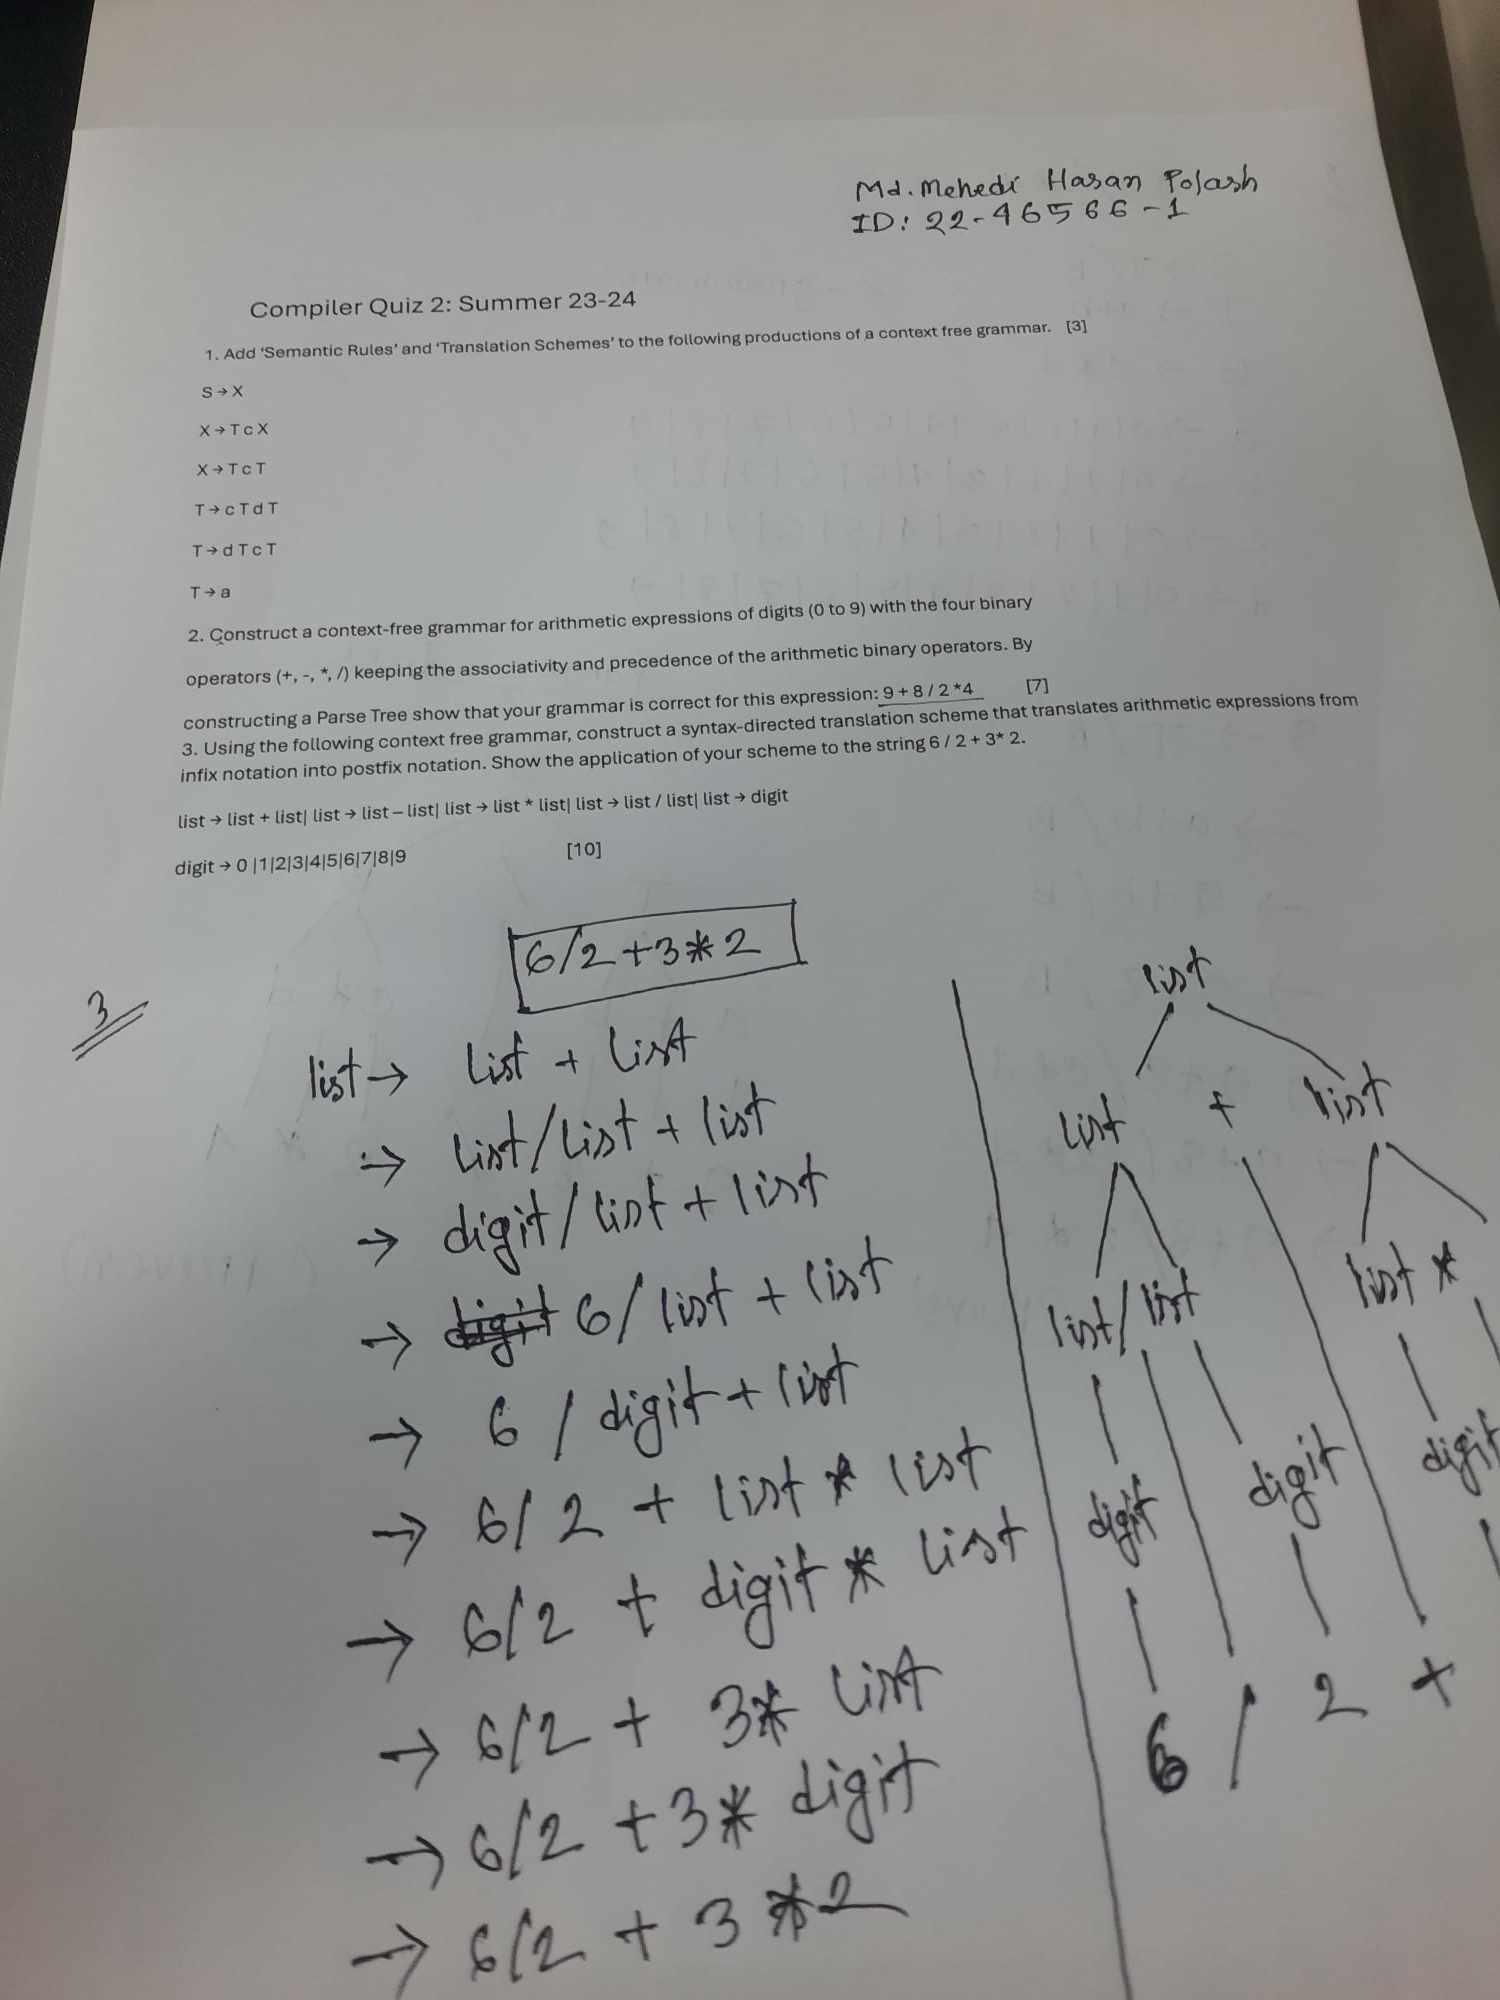 Md. Mehedi Hasan Polash
ID: 22-46566-1
Compiler Quiz 2: Summer 23-24
1. Add ‘Semantic Rules’ and ‘Translation Schemes’ to the following productions of a context free grammar. [3]
S → X
X → T c X
X → T c T
T → c T d T
T → d T c T
T → a
2. Construct a context-free grammar for arithmetic expressions of digits (0 to 9) with the four binary
operators (+, -, *, /) keeping the associativity and precedence of the arithmetic binary operators. By
constructing a Parse Tree show that your grammar is correct for this expression: 9 + 8 / 2 *4 [7]
3. Using the following context free grammar, construct a syntax-directed translation scheme that translates arithmetic expressions from
infix notation into postfix notation. Show the application of your scheme to the string 6 / 2 + 3* 2.
list → list + list| list → list – list| list → list * list| list → list / list| list → digit
digit → 0 |1|2|3|4|5|6|7|8|9 [10]
6/2+3*2
3
list → list + list
→ list/list + list
→ digit/list + list
→ digit 6/list + list
→ 6 / digit + list
→ 6/2 + list * list
→ 6/2 + digit * list
→ 6/2 + 3* list
→ 6/2 +3* digit
→ 6/2 + 3 *2
list
list + list
list/list list *
digit digit digit
6 / 2 +